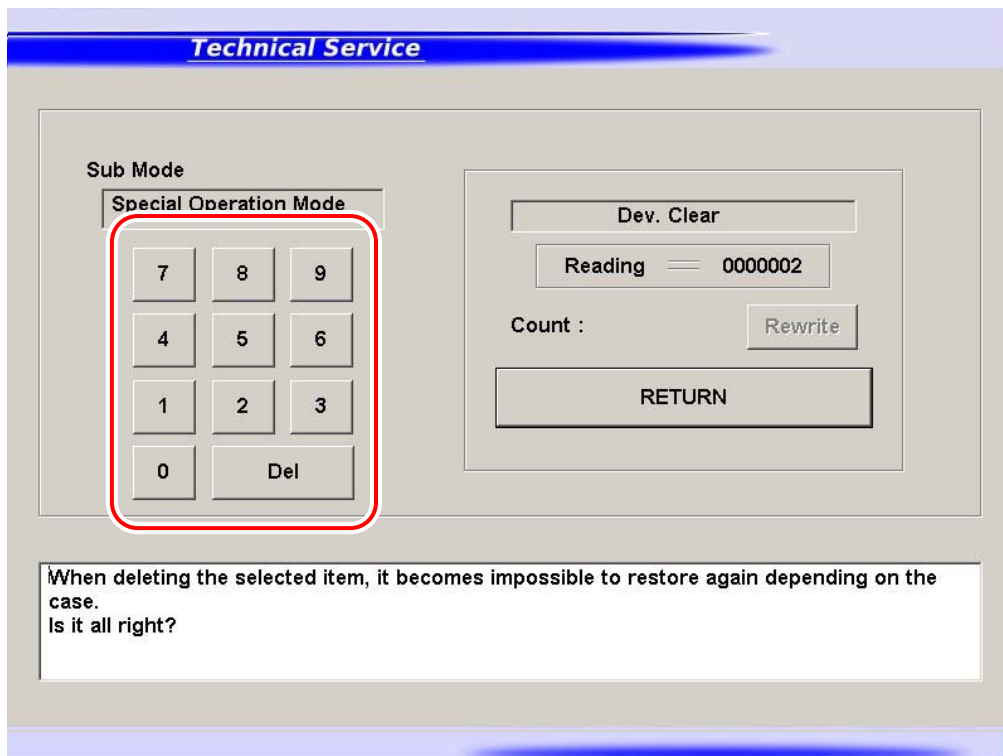 Technical Service
Sub Mode
Special Operation Mode
7 8 9
4 5 6
1 2 3
0 Del
Dev. Clear
Reading 0000002
Count :
Rewrite
RETURN
When deleting the selected item, it becomes impossible to restore again depending on the
case.
Is it all right?